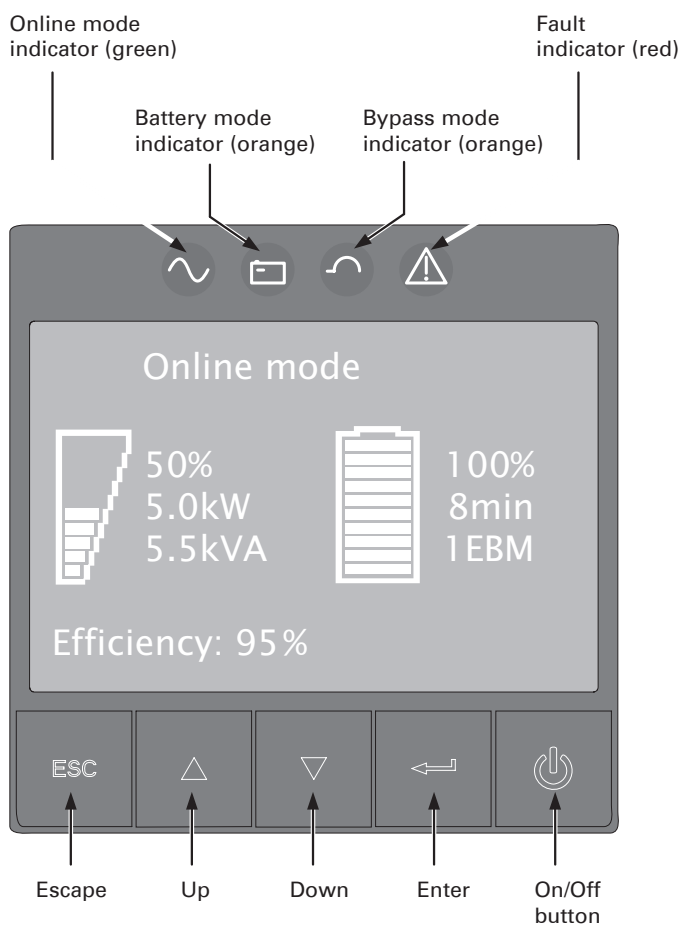 Online mode
indicator (green)
Fault
indicator (red)
Battery mode
indicator (orange)
Bypass mode
indicator (orange)
Online mode
50%
5.0kW
5.5kVA
100%
8min
1EBM
Efficiency: 95%
ESC
Escape
Up
Down
Enter
On/Off
button